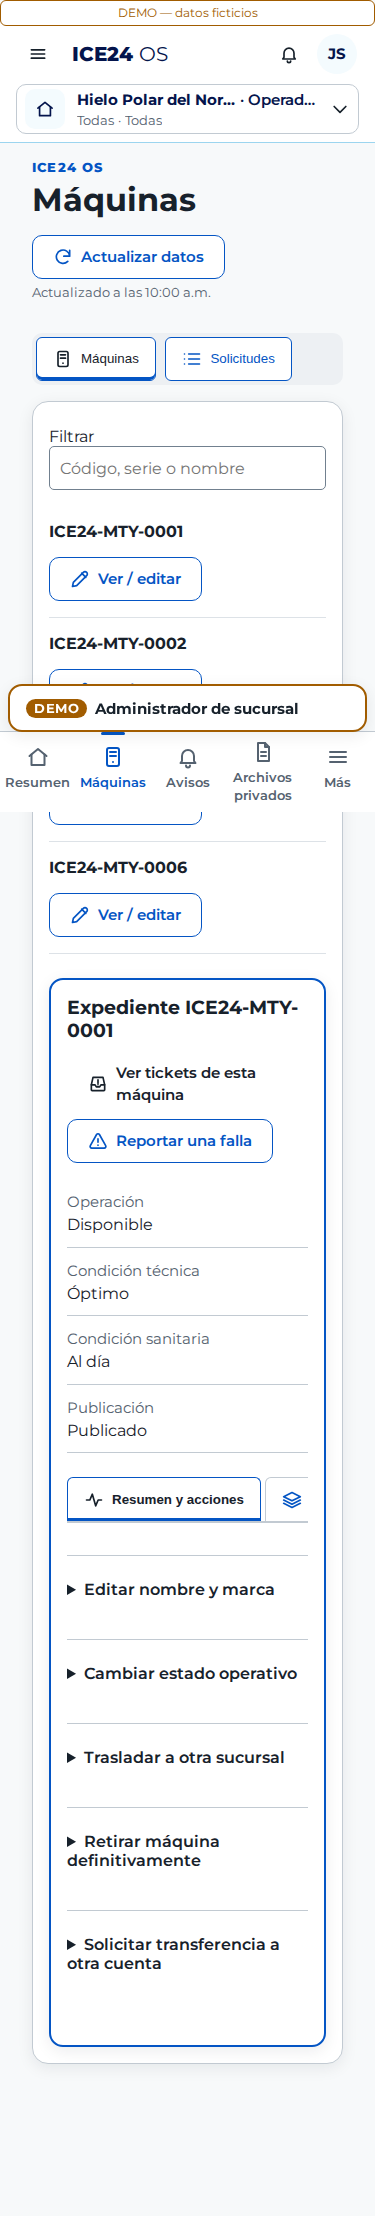 DEMO — datos ficticios
ICE24 OS
JS
Hielo Polar del Nor... · Operad...
Todas · Todas
ICE24 OS
Máquinas
Actualizar datos
Actualizado a las 10:00 a.m.
Máquinas
Solicitudes
Filtrar
Código, serie o nombre
ICE24-MTY-0001
Ver / editar
ICE24-MTY-0002
DEMO Administrador de sucursal
Resumen
Máquinas
Avisos
Archivos privados
Más
ICE24-MTY-0006
Ver / editar
Expediente ICE24-MTY-
0001
Ver tickets de esta
máquina
Reportar una falla
Operación
Disponible
Condición técnica
Óptimo
Condición sanitaria
Al día
Publicación
Publicado
Resumen y acciones
Editar nombre y marca
Cambiar estado operativo
Trasladar a otra sucursal
Retirar máquina
definitivamente
Solicitar transferencia a
otra cuenta